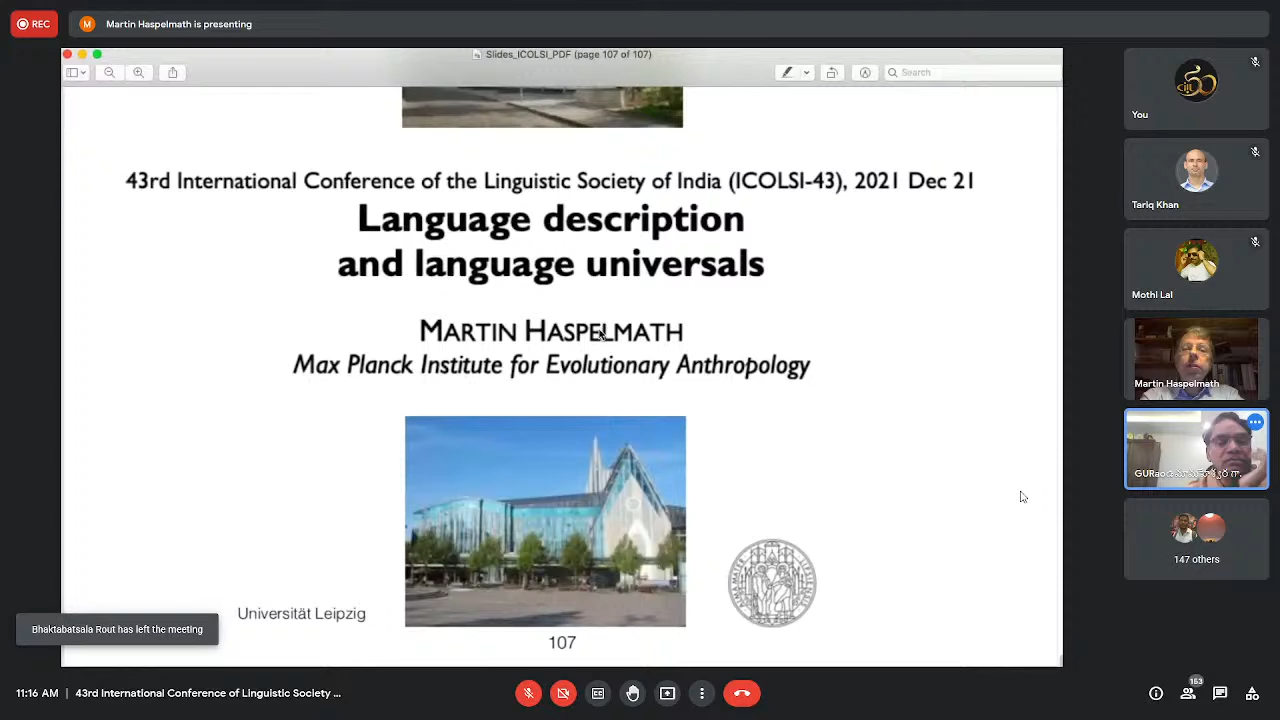 REC
M
Martin Haspelmath is presenting
Slides_ICOLSI_PDF (page 107 of 107)
Search
43rd International Conference of the Linguistic Society of India (ICOLSI-43), 2021 Dec 21
Language description
and language universals
MARTIN HASPELMATH
Max Planck Institute for Evolutionary Anthropology
Universität Leipzig
107
You
Tariq Khan
Mothi Lal
Martin Haspelmath
147 others
Bhaktabatsala Rout has left the meeting
11:16 AM | 43rd International Conference of Linguistic Society ...
153